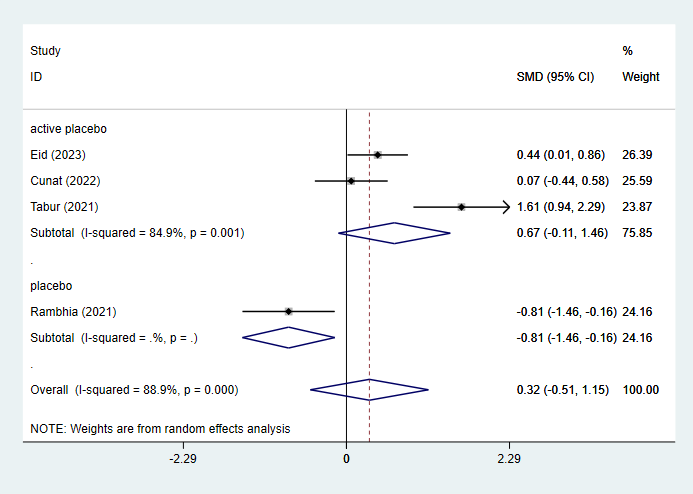 Study %
ID SMD (95% CI) Weight
active placebo
Eid (2023) 0.44 (0.01, 0.86) 26.39
Cunat (2022) 0.07 (-0.44, 0.58) 25.59
Tabur (2021) 1.61 (0.94, 2.29) 23.87
Subtotal (I-squared = 84.9%, p = 0.001) 0.67 (-0.11, 1.46) 75.85
.
placebo
Rambhia (2021) -0.81 (-1.46, -0.16) 24.16
Subtotal (I-squared = .%, p = .) -0.81 (-1.46, -0.16) 24.16
.
Overall (I-squared = 88.9%, p = 0.000) 0.32 (-0.51, 1.15) 100.00
NOTE: Weights are from random effects analysis
-2.29 0 2.29